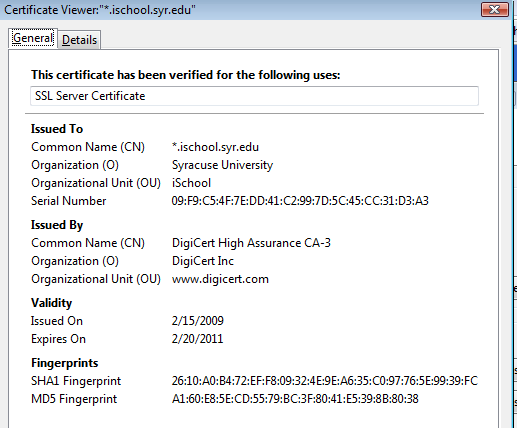 Certificate Viewer:"*.ischool.syr.edu"
General Details
This certificate has been verified for the following uses:
SSL Server Certificate
Issued To
Common Name (CN) *.ischool.syr.edu
Organization (O) Syracuse University
Organizational Unit (OU) iSchool
Serial Number 09:F9:C5:4F:7E:DD:41:C2:99:7D:5C:45:CC:31:D3:A3
Issued By
Common Name (CN) DigiCert High Assurance CA-3
Organization (O) DigiCert Inc
Organizational Unit (OU) www.digicert.com
Validity
Issued On 2/15/2009
Expires On 2/20/2011
Fingerprints
SHA1 Fingerprint 26:10:A0:B4:72:EF:F8:09:32:4E:9E:A6:35:C0:97:76:5E:99:39:FC
MD5 Fingerprint A1:60:E8:5E:CD:55:79:BC:3F:80:41:E5:39:8B:80:38